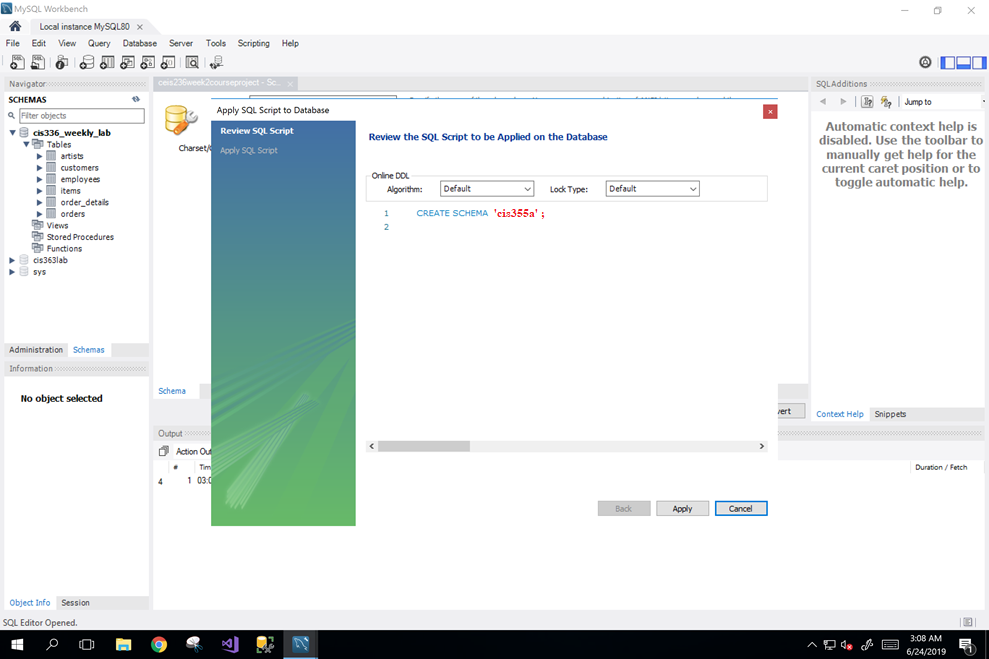 MySQL Workbench
Local instance MySQL80
File Edit View Query Database Server Tools Scripting Help
Navigator
SCHEMAS
Filter objects
cis336_weekly_lab
Tables
artists
customers
employees
items
order_details
orders
Views
Stored Procedures
Functions
cis363lab
sys
Administration Schemas
Information
No object selected
Object Info Session
SQL Editor Opened.
ceis236week2courseproject - Sc...
Charset/C
Schema
Output
Action Out
# Tim
4 1 03:0
vert
Duration / Fetch
Apply SQL Script to Database
Review SQL Script
Apply SQL Script
Review the SQL Script to be Applied on the Database
Online DDL
Algorithm: Default Lock Type: Default
1 CREATE SCHEMA 'cis355a' ;
2
Back Apply Cancel
SQLAdditions
Jump to
Automatic context help is
disabled. Use the toolbar to
manually get help for the
current caret position or to
toggle automatic help.
Context Help Snippets
3:08 AM
6/24/2019
1